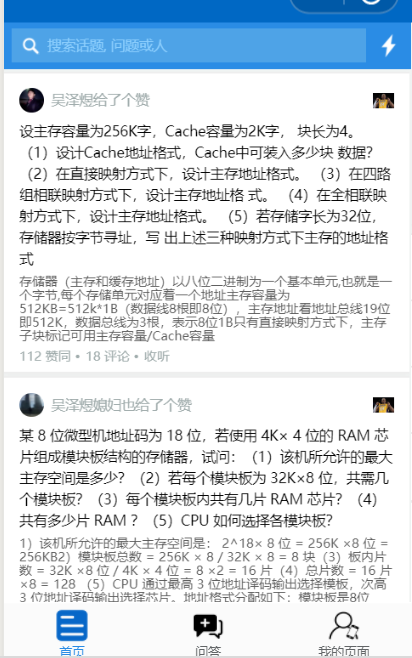 搜索话题, 问题或人
吴泽煜给了个赞
设主存容量为256K字，Cache容量为2K字， 块长为4。
（1）设计Cache地址格式，Cache中可装入多少块 数据？
（2）在直接映射方式下，设计主存地址格式。 （3）在四路
组相联映射方式下，设计主存地址格 式。 （4）在全相联映
射方式下，设计主存地址格式。 （5）若存储字长为32位，
存储器按字节寻址，写 出上述三种映射方式下主存的地址格
式
存储器（主存和缓存地址）以八位二进制为一个基本单元,也就是一
个字节,每个存储单元对应看一个地址主存容量为
512KB=512k*1B（数据线8根即8位），主存地址看地址总线19位
即512K，数据总线为3根，表示8位1B只有直接映射方式下，主存
子块标记可用主存容量/Cache容量
112 赞同 • 18 评论 • 收听
吴泽煜媳妇也给了个赞
某 8 位微型机地址码为 18 位，若使用 4K× 4 位的 RAM 芯
片组成模块板结构的存储器，试问：（1）该机所允许的最大
主存空间是多少？（2）若每个模块板为 32K×8 位，共需几
个模块板？（3）每个模块板内共有几片 RAM 芯片？（4）
共有多少片 RAM ？（5）CPU 如何选择各模块板？
1）该机所允许的最大主存空间是： 2^18× 8 位 = 256K ×8 位 =
256KB2）模块板总数 = 256K × 8 / 32K × 8 = 8 块（3）板内片
数 = 32K ×8 位 / 4K × 4 位 = 8 ×2 = 16 片（4）总片数 = 16 片
×8 = 128 （5）CPU 通过最高 3 位地址译码输出选择模板，次高
3 位地址译码输出选择芯片。地址格式分配如下：模块板是8位
首页
问答
我的页面